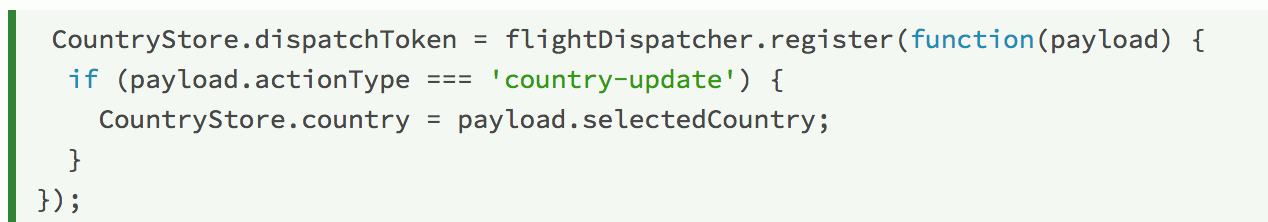 CountryStore.dispatchToken = flightDispatcher.register(function(payload) {
if (payload.actionType === 'country-update') {
CountryStore.country = payload.selectedCountry;
}
});